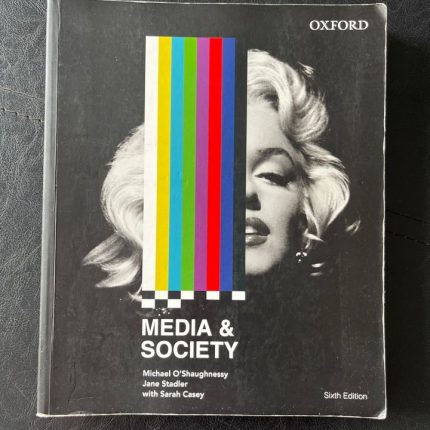 OXFORD
MEDIA &
SOCIETY
Michael O'Shaughnessy
Jane Stadler
with Sarah Casey
Sixth Edition